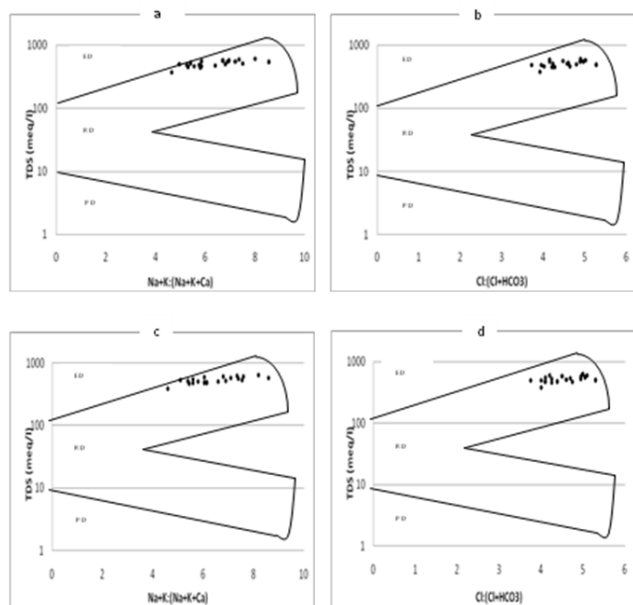 a
1000
ED
100
RD
10
PD
1
0 2 4 6 8 10
TDS (meq/l)
Na+K:(Na+K+Ca)
b
1000
ED
100
RD
10
PD
1
0 1 2 3 4 5 6
TDS (meq/l)
Cl:(Cl+HCO3)
c
1000
ED
100
RD
10
PD
1
0 2 4 6 8 10
TDS (meq/l)
Na+K:(Na+K+Ca)
d
1000
ED
100
RD
10
PD
1
0 1 2 3 4 5 6
TDS (meq/l)
Cl:(Cl+HCO3)